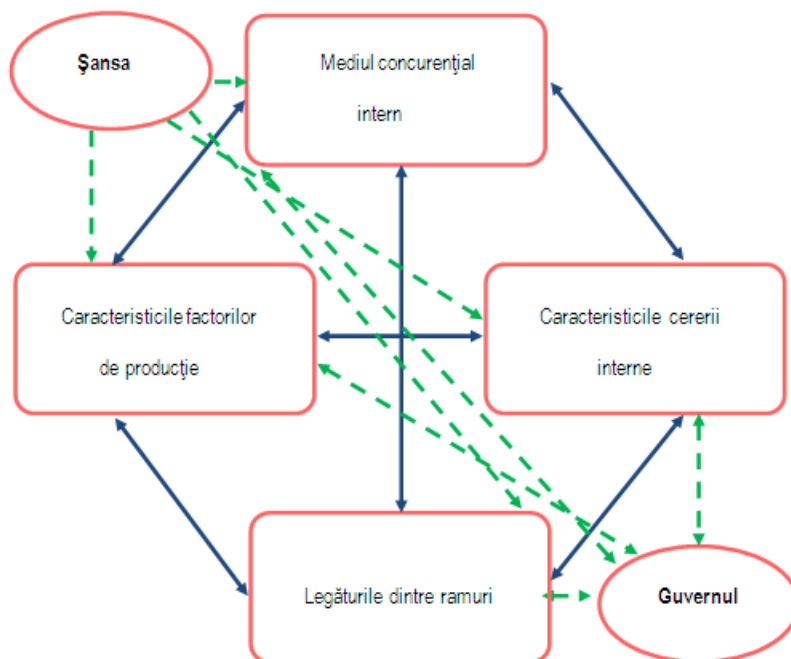 Şansa
Mediul concurenţial
intern
Caracteristicile factorilor
de producţie
Caracteristicile cererii
interne
Legăturile dintre ramuri
Guvernul